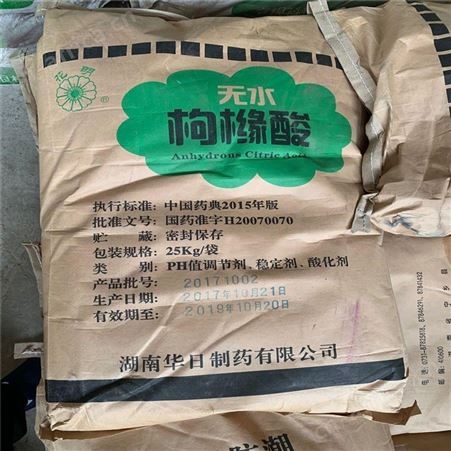 花明
无水
枸橼酸
Anhydrous Citric Acid
执行标准：中国药典2015年版
批准文号：国药准字H20070070
贮 藏：密封保存
包装规格：25Kg/袋
类 别：PH值调节剂、稳定剂、酸化剂
产品批号：20171002
生产日期：2017年10月21日
有效期至：2019年10月20日
湖南华日制药有限公司
防潮